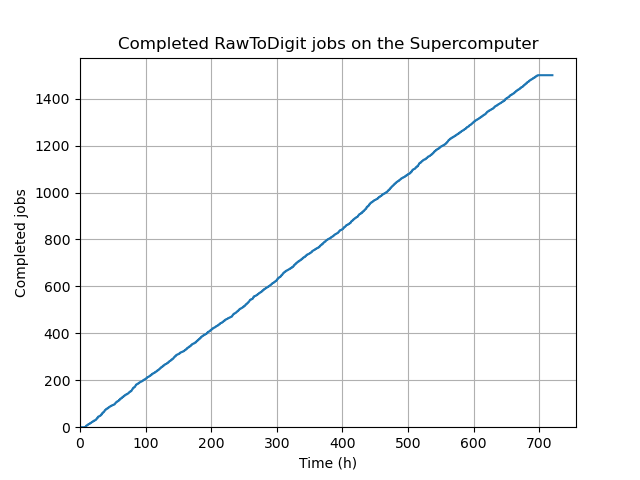 Completed RawToDigit jobs on the Supercomputer
1400
1200
1000
800
600
400
200
0
Completed jobs
0 100 200 300 400 500 600 700
Time (h)